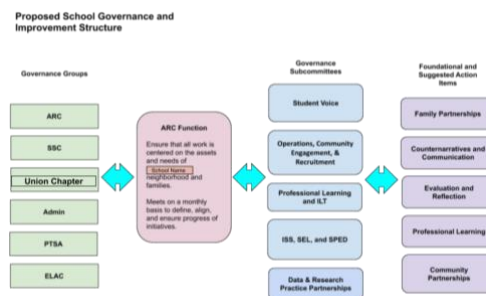 Proposed School Governance and
Improvement Structure
Governance Groups
ARC
SSC
Union Chapter
Admin
PTSA
ELAC
ARC Function
Ensure that all work is
centered on the assets
and needs of
School Name
neighborhood and
families.
Meets on a monthly
basis to define, align,
and ensure progress of
initiatives.
Governance
Subcommittees
Student Voice
Operations, Community
Engagement, &
Recruitment
Professional Learning
and ILT
ISS, SEL, and SPED
Data & Research
Practice Partnerships
Foundational and
Suggested Action
Items
Family Partnerships
Counternarratives and
Communication
Evaluation and
Reflection
Professional Learning
Community
Partnerships